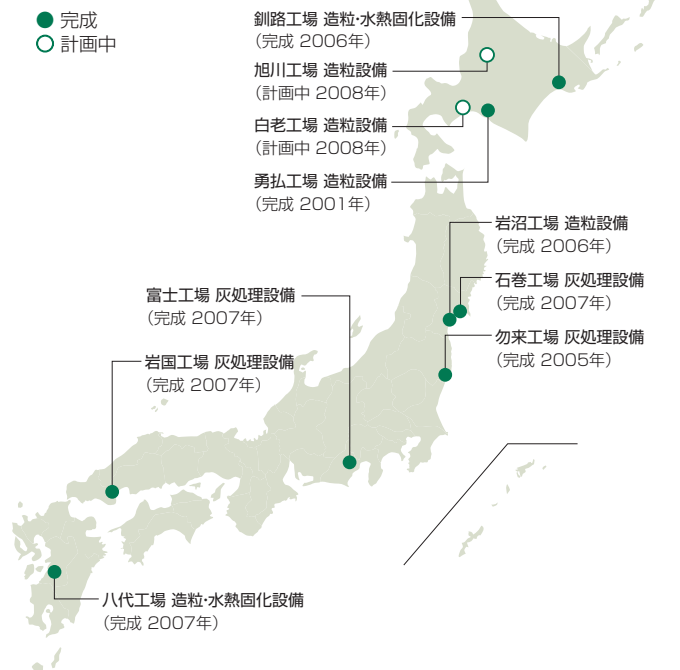 完成
計画中
釧路工場 造粒・水熱固化設備
(完成 2006年)
旭川工場 造粒設備
(計画中 2008年)
白老工場 造粒設備
(計画中 2008年)
勇払工場 造粒設備
(完成 2001年)
岩沼工場 造粒設備
(完成 2006年)
石巻工場 灰処理設備
(完成 2007年)
勿来工場 灰処理設備
(完成 2005年)
富士工場 灰処理設備
(完成 2007年)
岩国工場 灰処理設備
(完成 2007年)
八代工場 造粒・水熱固化設備
(完成 2007年)